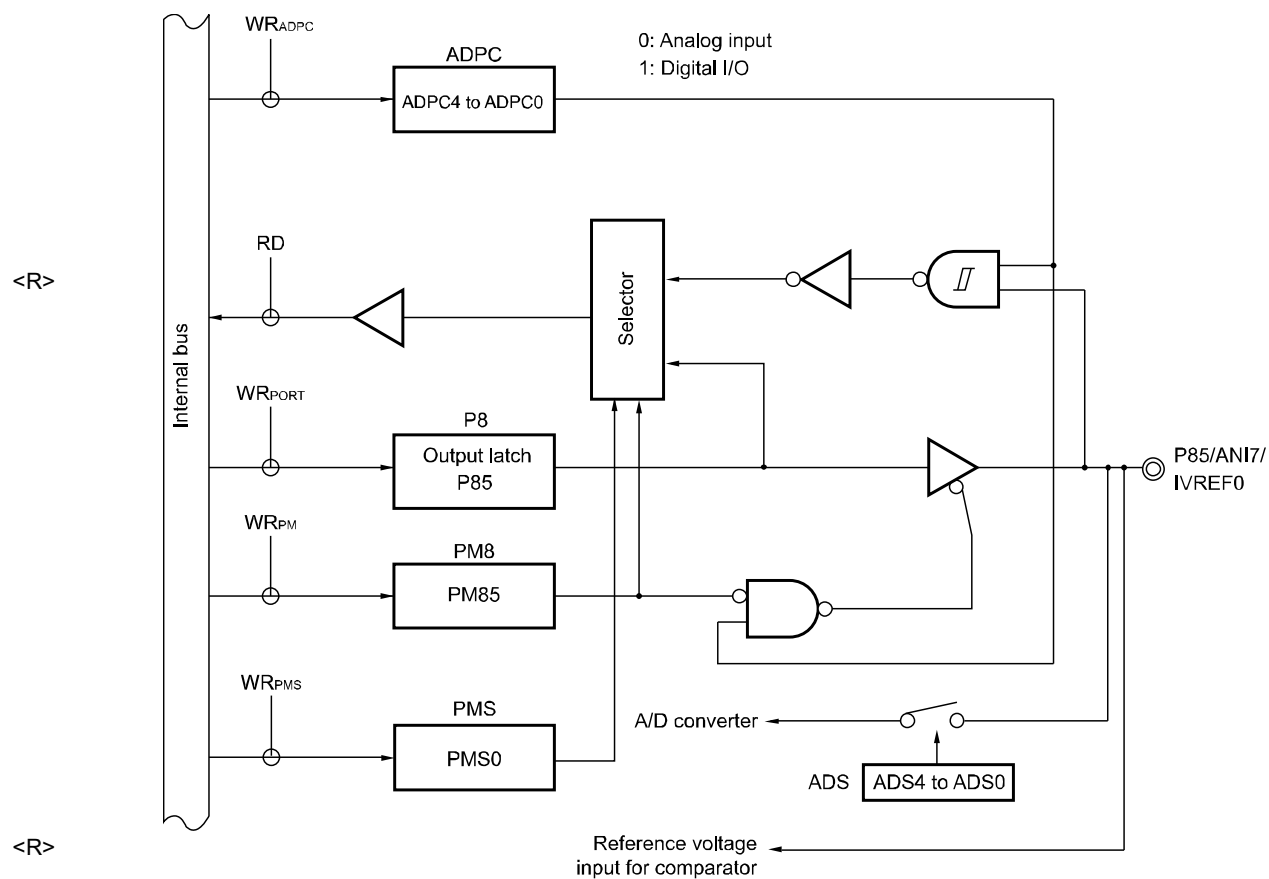 WRADPC
ADPC
ADPC4 to ADPC0
0: Analog input
1: Digital I/O
<R>
RD
Selector
Internal bus
WRPORT
P8
Output latch
P85
P85/ANI7/
IVREF0
WRPM
PM8
PM85
WRPMS
PMS
PMS0
A/D converter
ADS
ADS4 to ADS0
<R>
Reference voltage
input for comparator